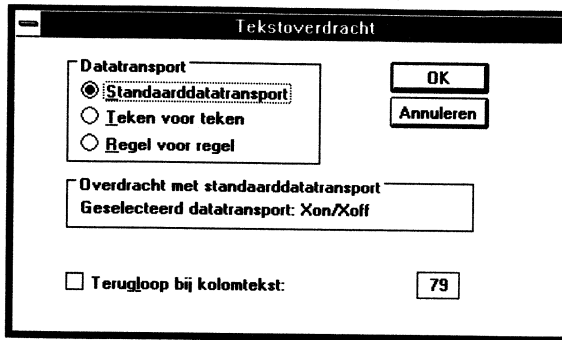 Tekstoverdracht
Datatransport
Standaarddatatransport
Teken voor teken
Regel voor regel
OK
Annuleren
Overdracht met standaarddatatransport
Geselecteerd datatransport: Xon/Xoff
Terugloop bij kolomtekst: 79